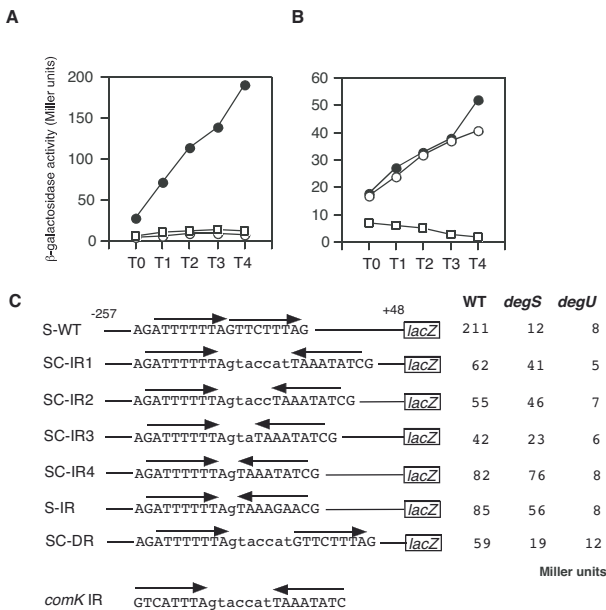 A B
β-galactosidase activity (Miller units)
200
150
100
50
0
T0 T1 T2 T3 T4
60
50
40
30
20
10
0
T0 T1 T2 T3 T4
C -257 +48 WT degS degU
S-WT AGATTTTTTAGTTCTTTAG lacZ 211 12 8
SC-IR1 AGATTTTTTAgtaccatTAAATATCG lacZ 62 41 5
SC-IR2 AGATTTTTTAgtaccTAAATATCG lacZ 55 46 7
SC-IR3 AGATTTTTTAgtaTAAATATCG lacZ 42 23 6
SC-IR4 AGATTTTTTAgTAAATATCG lacZ 82 76 8
S-IR AGATTTTTTAgTAAAGAACG lacZ 85 56 8
SC-DR AGATTTTTTAgtaccatGTTCTTTAG lacZ 59 19 12
Miller units
comK IR GTCATTTAgtaccatTAAATATC